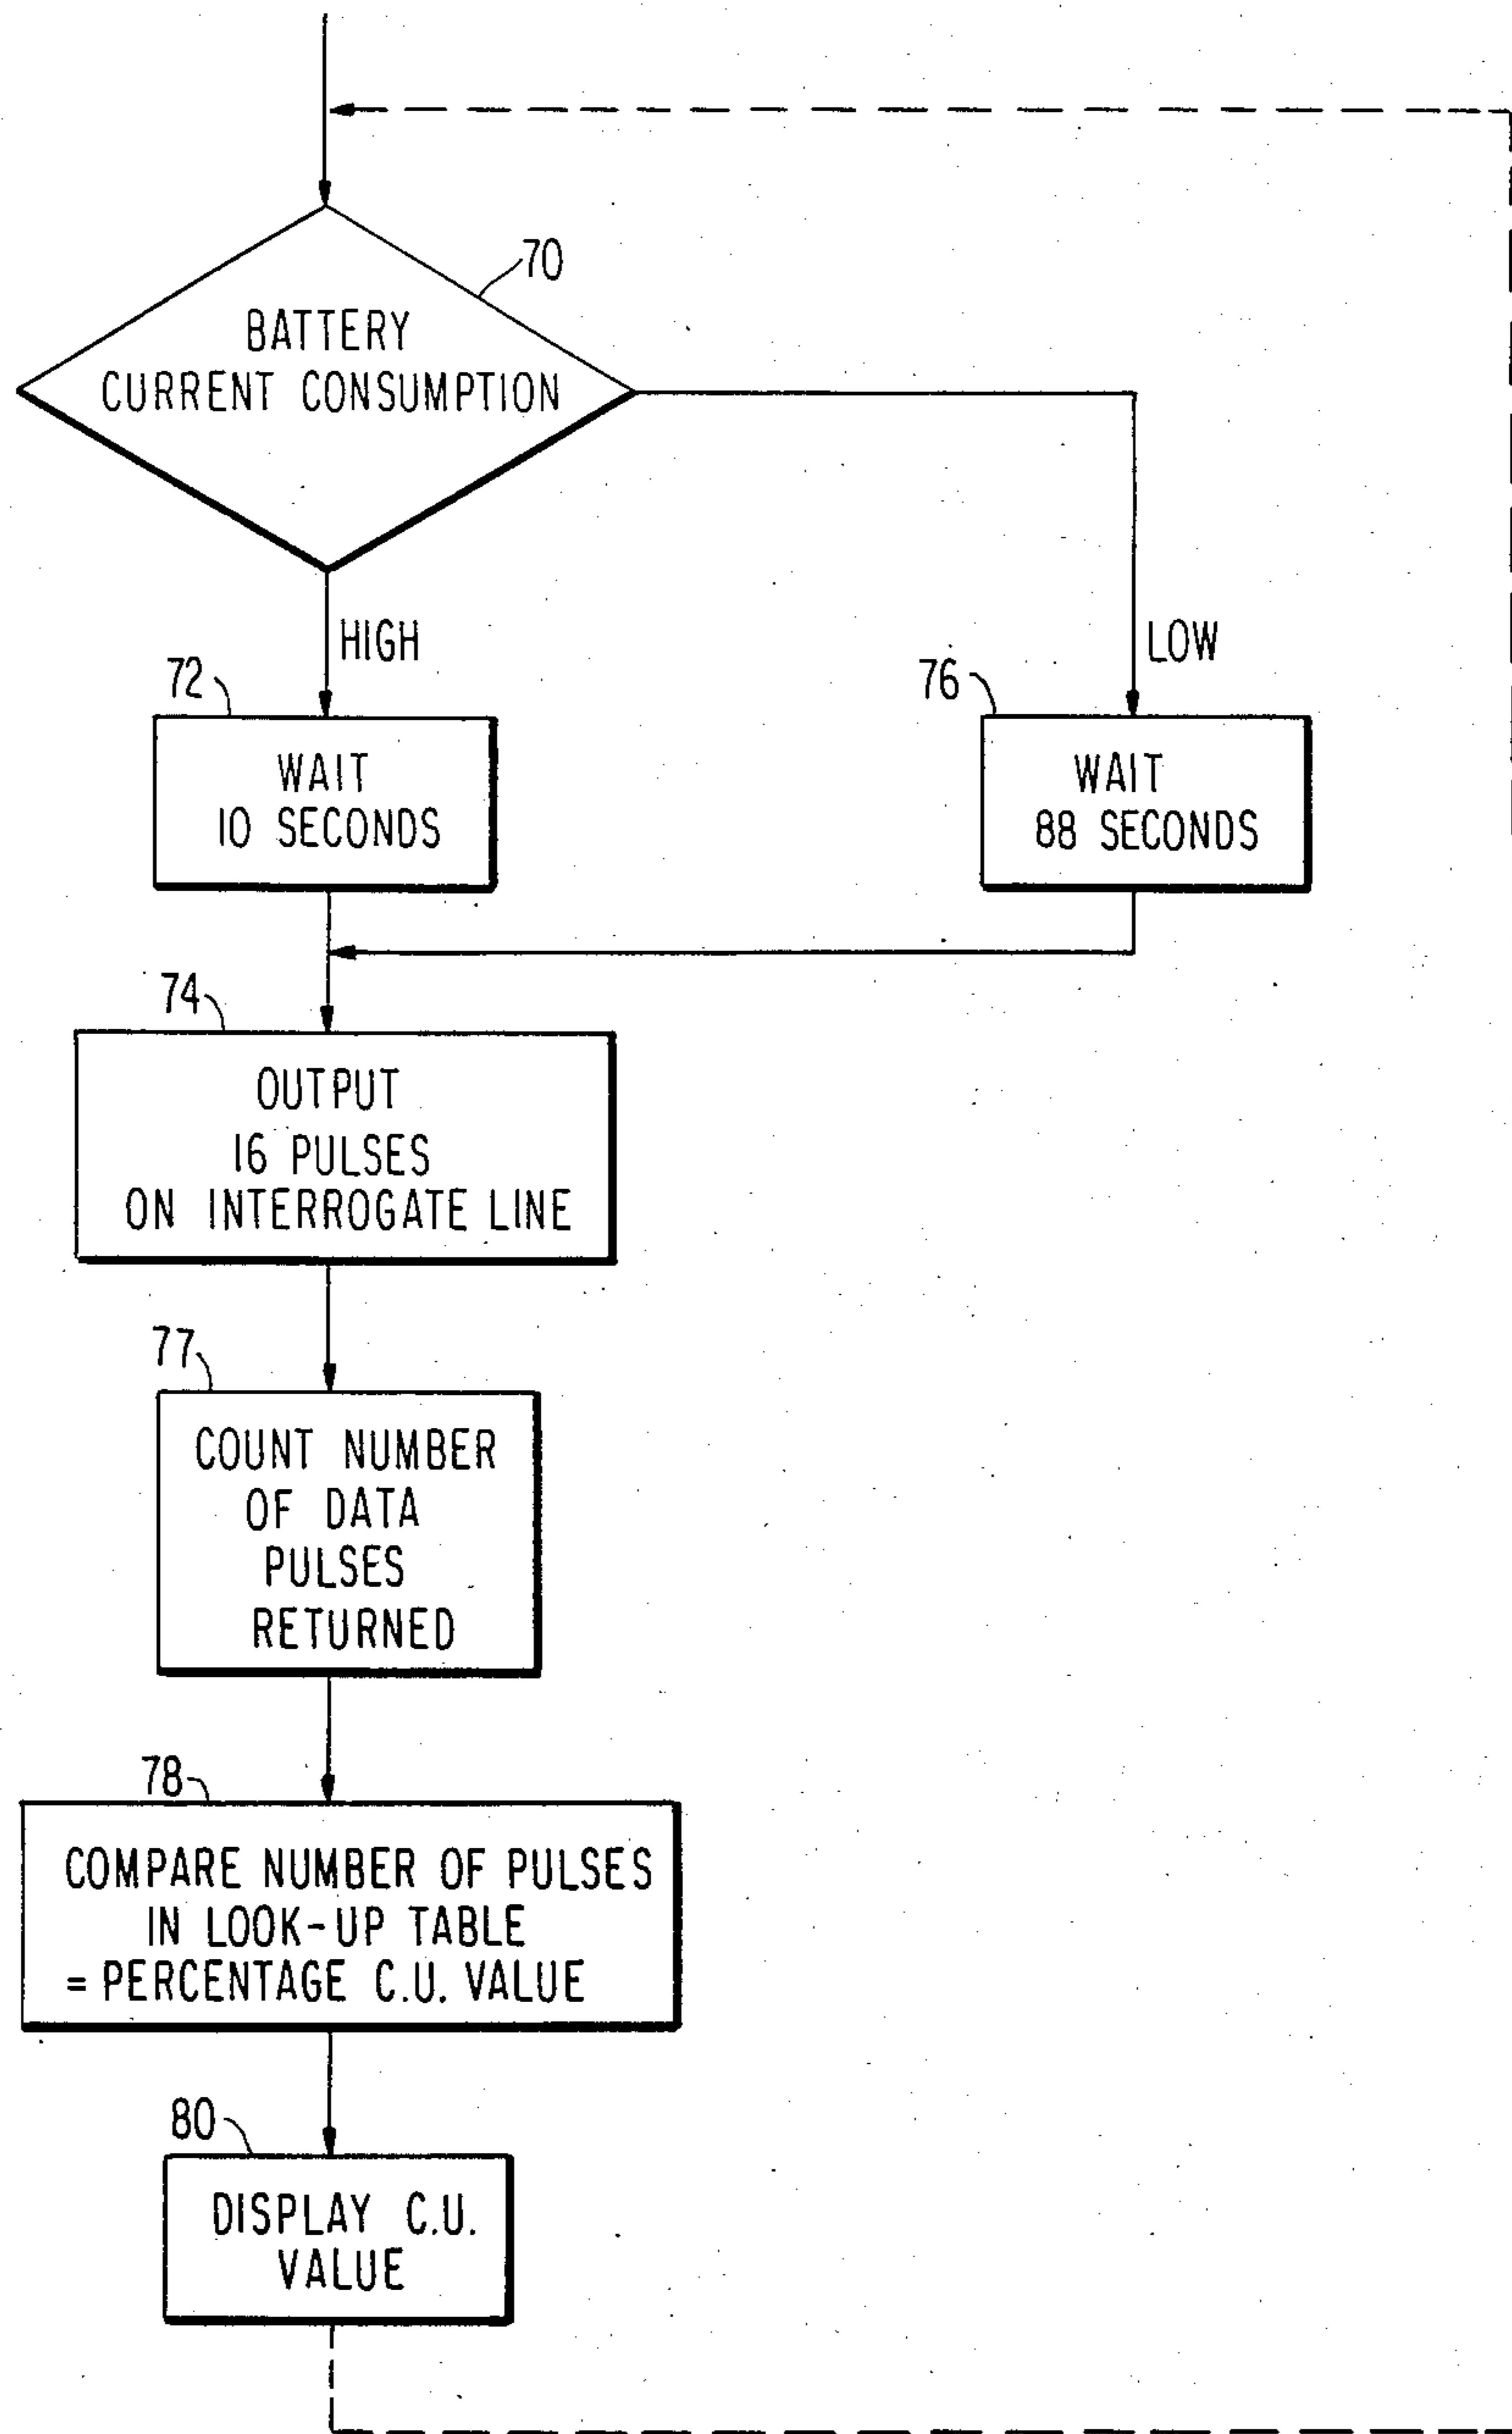 70
BATTERY
CURRENT CONSUMPTION
HIGH
LOW
72
WAIT
10 SECONDS
76
WAIT
88 SECONDS
74
OUTPUT
16 PULSES
ON INTERROGATE LINE
77
COUNT NUMBER
OF DATA
PULSES
RETURNED
78
COMPARE NUMBER OF PULSES
IN LOOK-UP TABLE
= PERCENTAGE C.U. VALUE
80
DISPLAY C.U.
VALUE